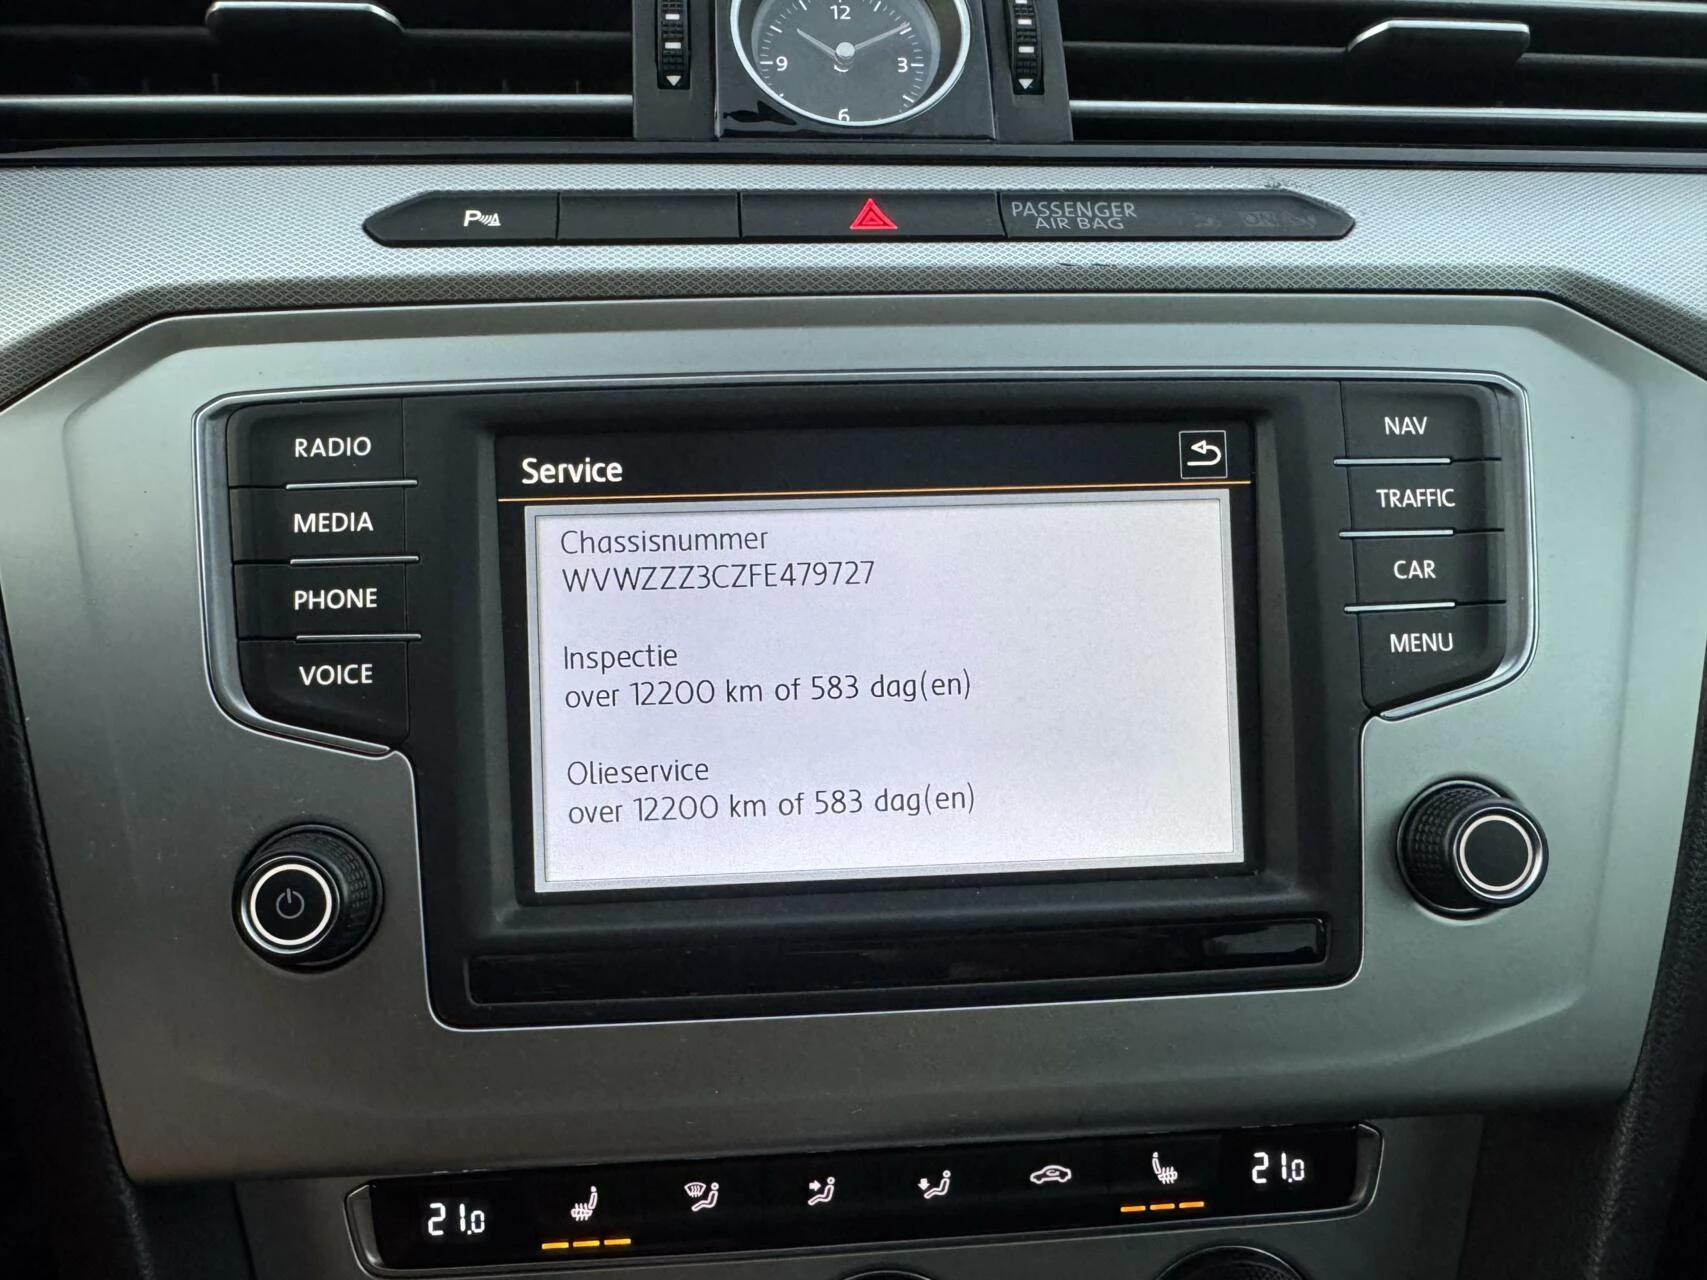 12
9
3
6
P
PASSENGER
AIR BAG
ON
RADIO
MEDIA
PHONE
VOICE
Service
Chassisnummer
WVWZZZ3CZFE479727
Inspectie
over 12200 km of 583 dag(en)
Olieservice
over 12200 km of 583 dag(en)
NAV
TRAFFIC
CAR
MENU
21.0
21.0